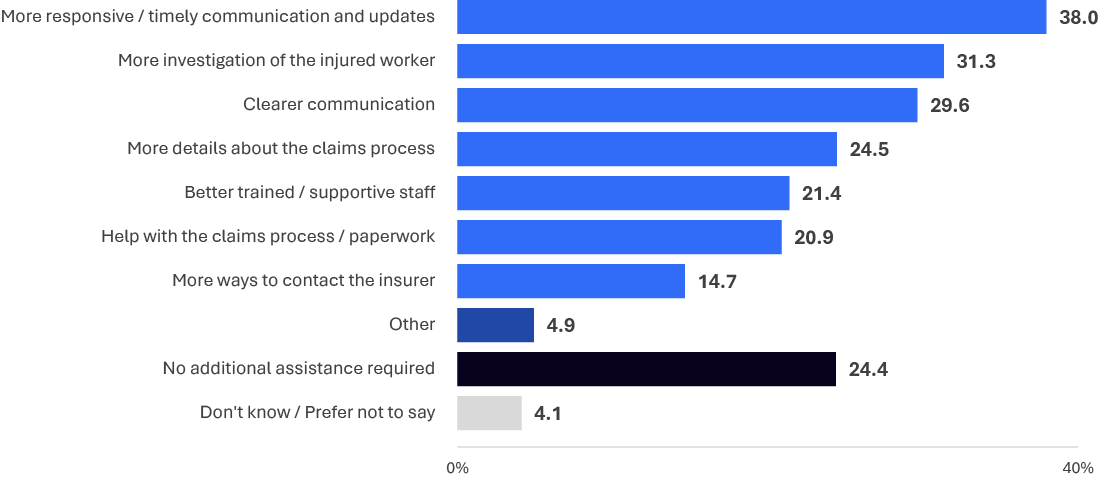 More responsive / timely communication and updates 38.0
More investigation of the injured worker 31.3
Clearer communication 29.6
More details about the claims process 24.5
Better trained / supportive staff 21.4
Help with the claims process / paperwork 20.9
More ways to contact the insurer 14.7
Other 4.9
No additional assistance required 24.4
Don't know / Prefer not to say 4.1
0% 40%